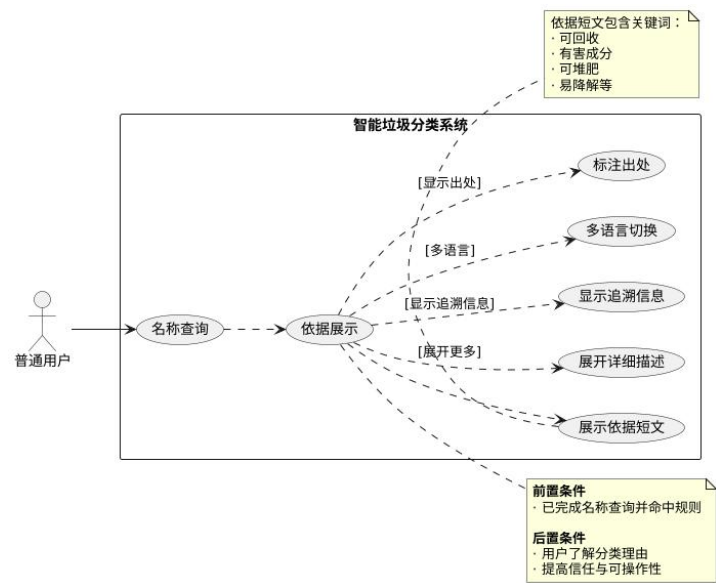 依据短文包含关键词：
· 可回收
· 有害成分
· 可堆肥
· 易降解等
智能垃圾分类系统
标注出处
[显示出处]
多语言切换
[多语言]
显示追溯信息
[显示追溯信息]
名称查询
依据展示
普通用户
[展开更多]
展开详细描述
展示依据短文
前置条件
· 已完成名称查询并命中规则
后置条件
· 用户了解分类理由
· 提高信任与可操作性